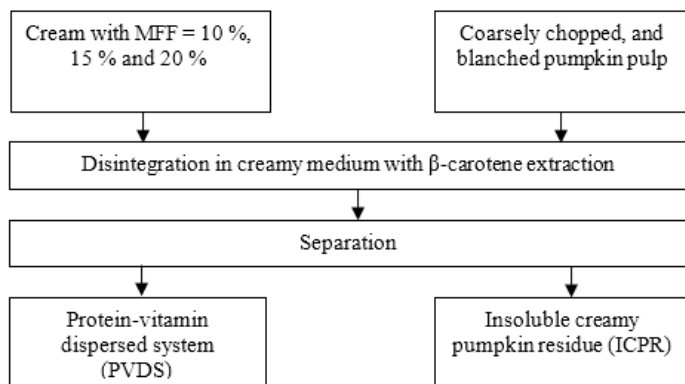 Cream with MFF = 10 %,
15 % and 20 %
Coarsely chopped, and
blanched pumpkin pulp
Disintegration in creamy medium with β-carotene extraction
Separation
Protein-vitamin
dispersed system
(PVDS)
Insoluble creamy
pumpkin residue (ICPR)